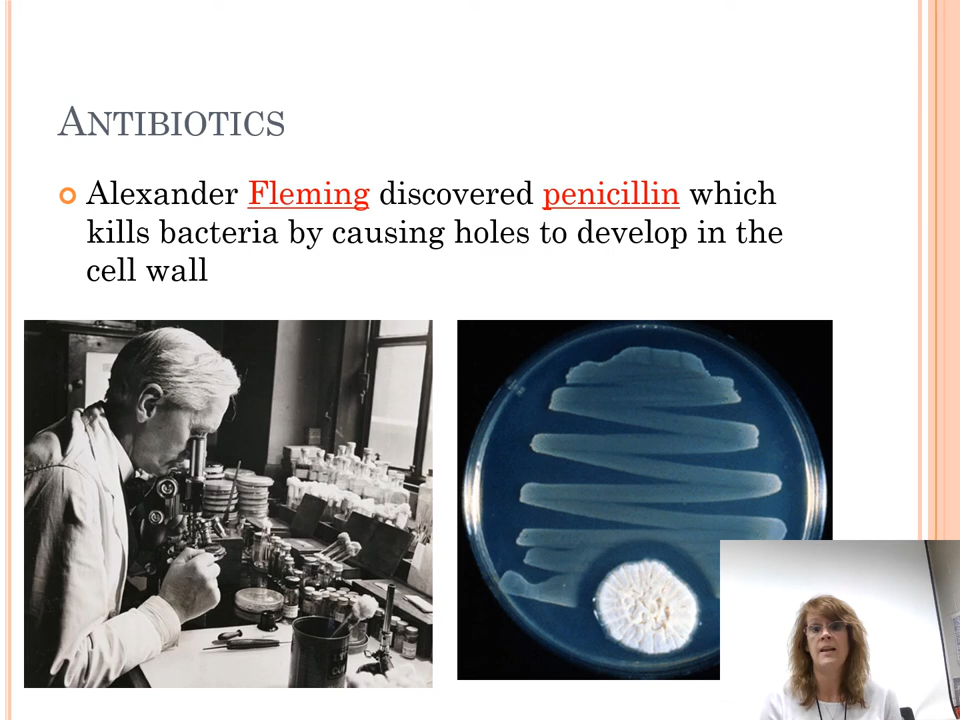 ANTIBIOTICS
Alexander Fleming discovered penicillin which
kills bacteria by causing holes to develop in the
cell wall